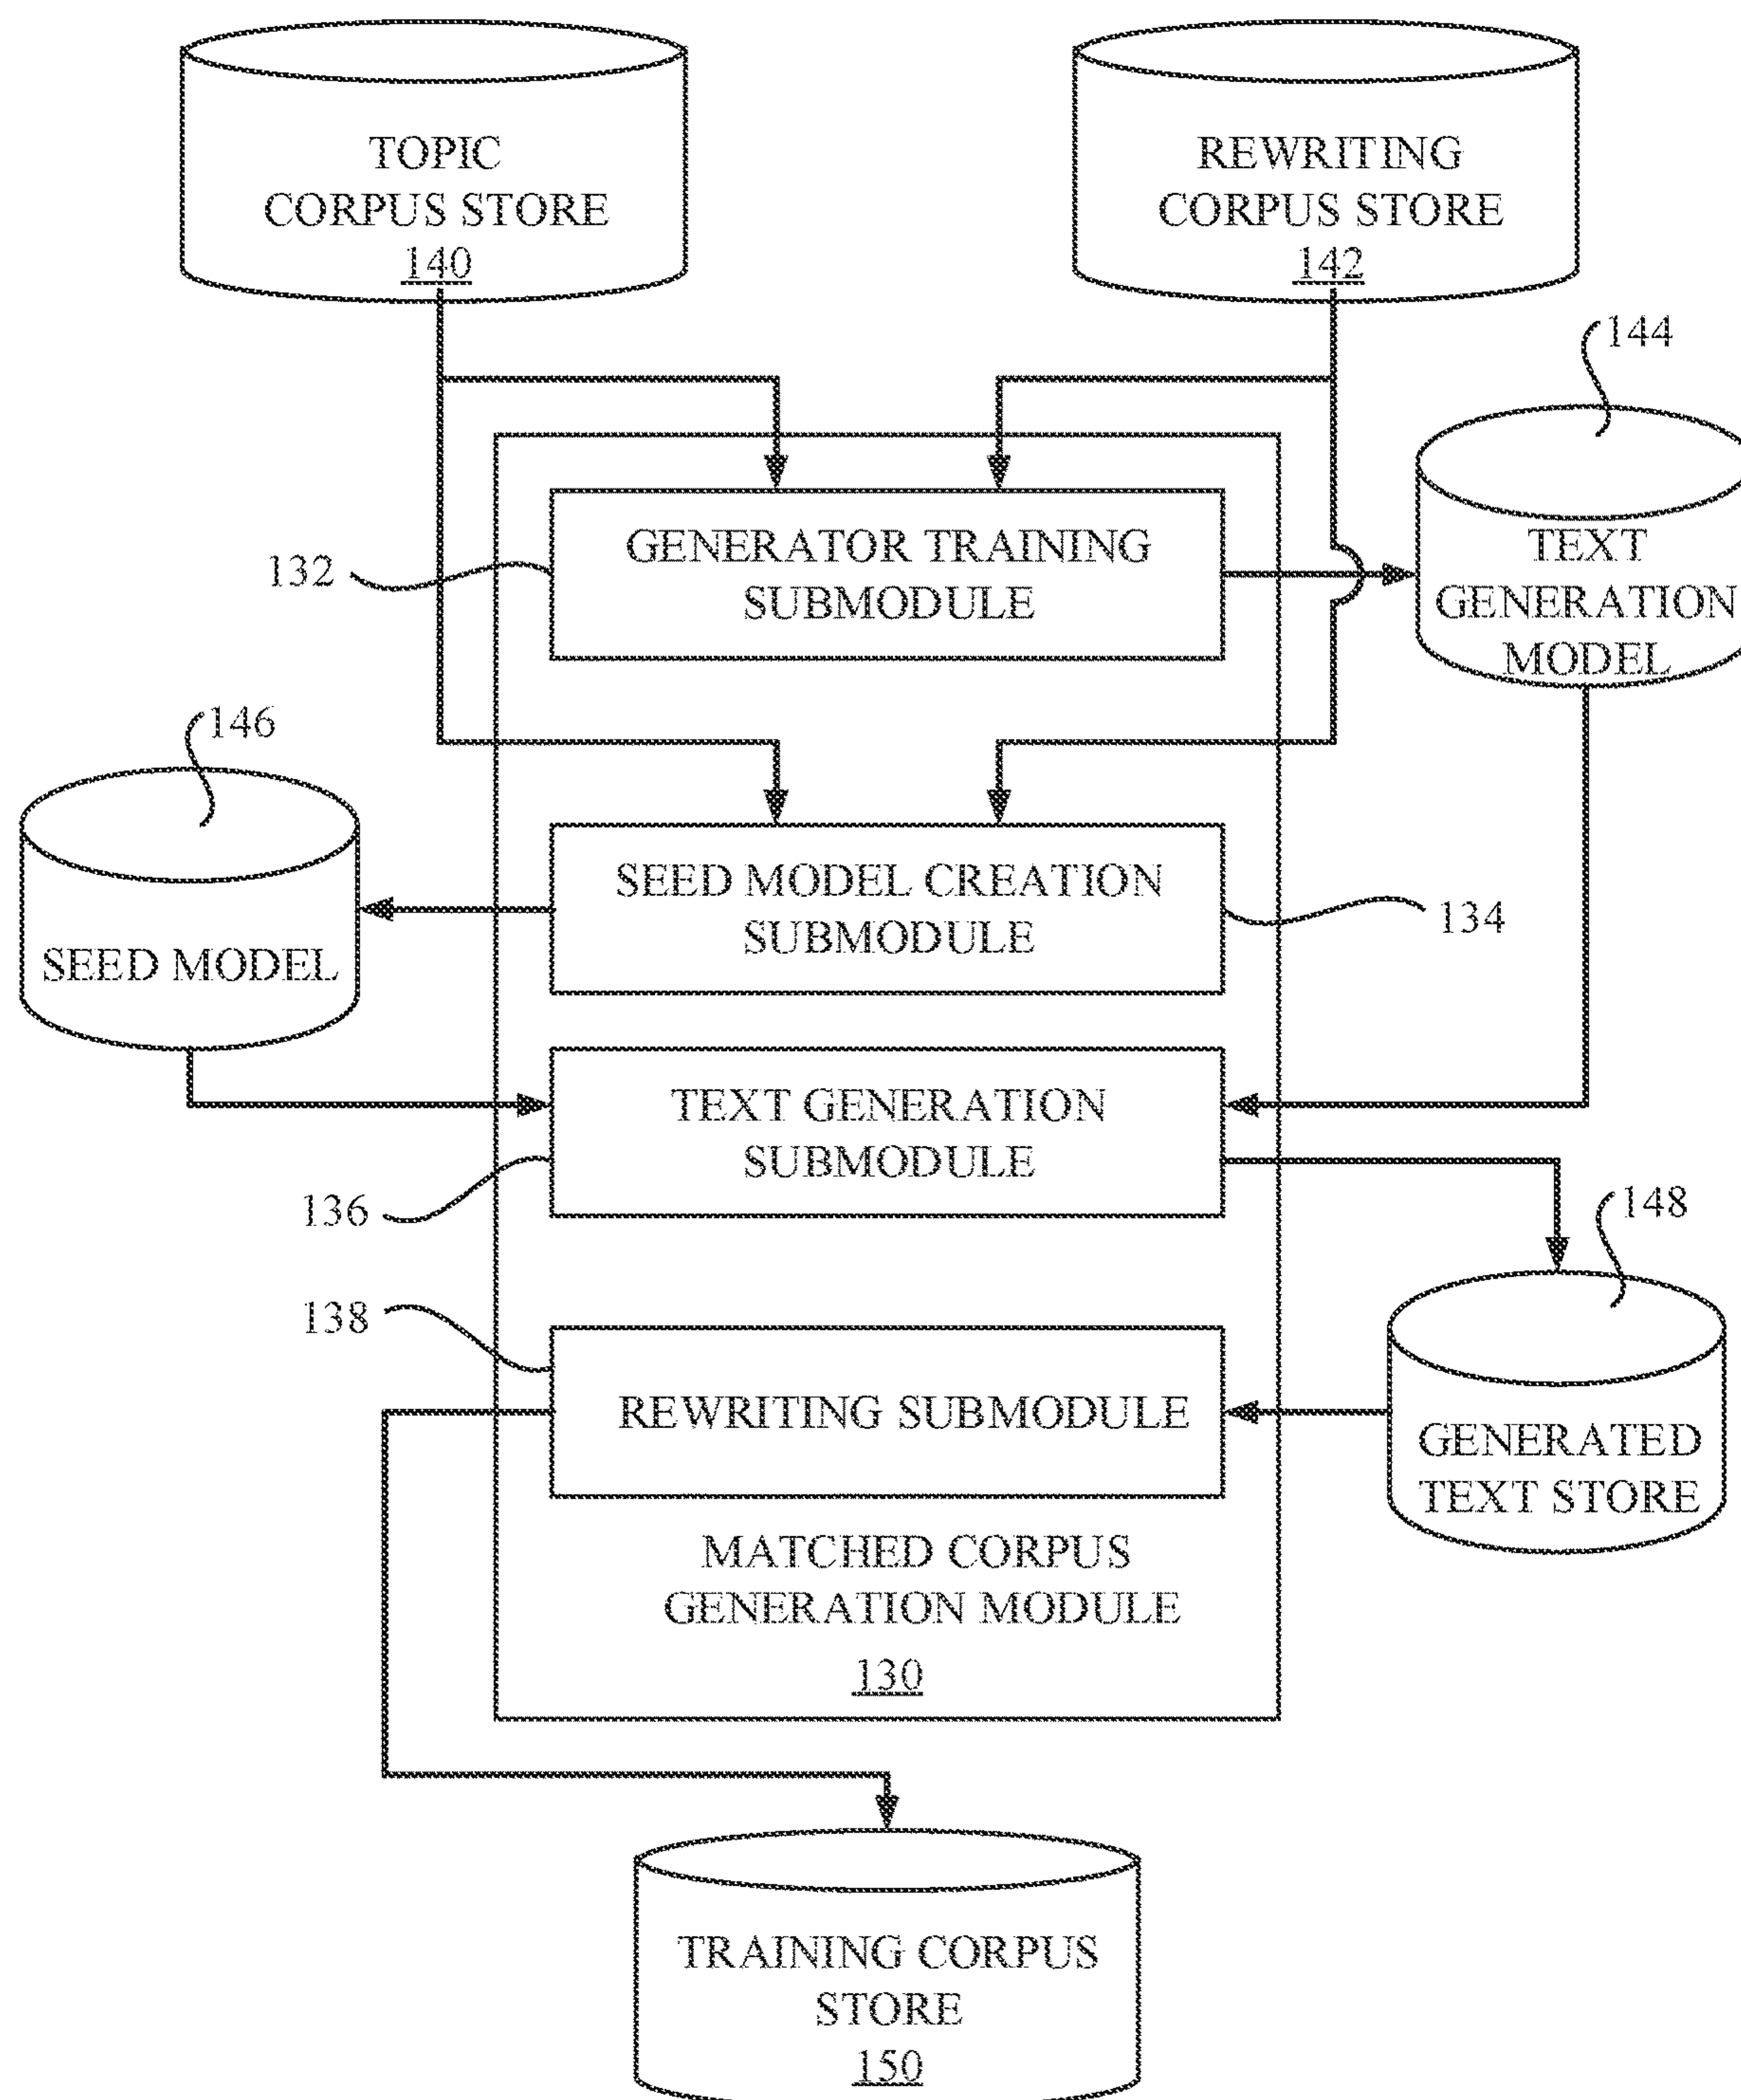 TOPIC
CORPUS STORE
140
REWRITING
CORPUS STORE
142
144
GENERATOR TRAINING
SUBMODULE
132
TEXT
GENERATION
MODEL
146
SEED MODEL CREATION
SUBMODULE
134
SEED MODEL
TEXT GENERATION
SUBMODULE
136
148
138
REWRITING SUBMODULE
GENERATED
TEXT STORE
MATCHED CORPUS
GENERATION MODULE
130
TRAINING CORPUS
STORE
150